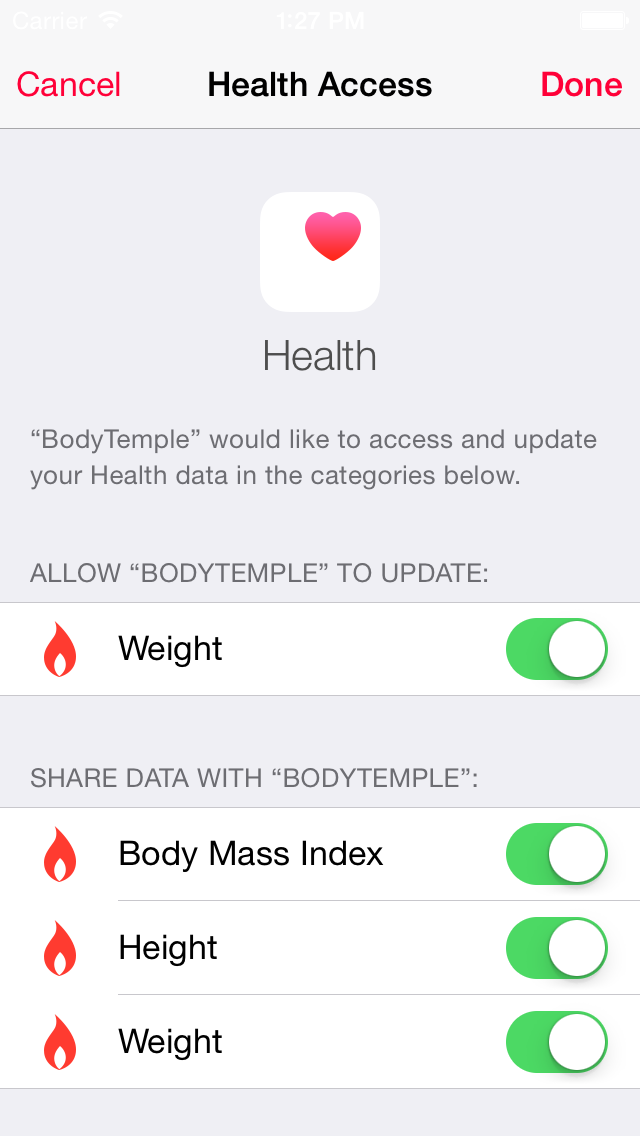 Carrier 1:27 PM
Cancel Health Access Done
Health
“BodyTemple” would like to access and update
your Health data in the categories below.
ALLOW “BODYTEMPLE” TO UPDATE:
Weight
SHARE DATA WITH “BODYTEMPLE”:
Body Mass Index
Height
Weight